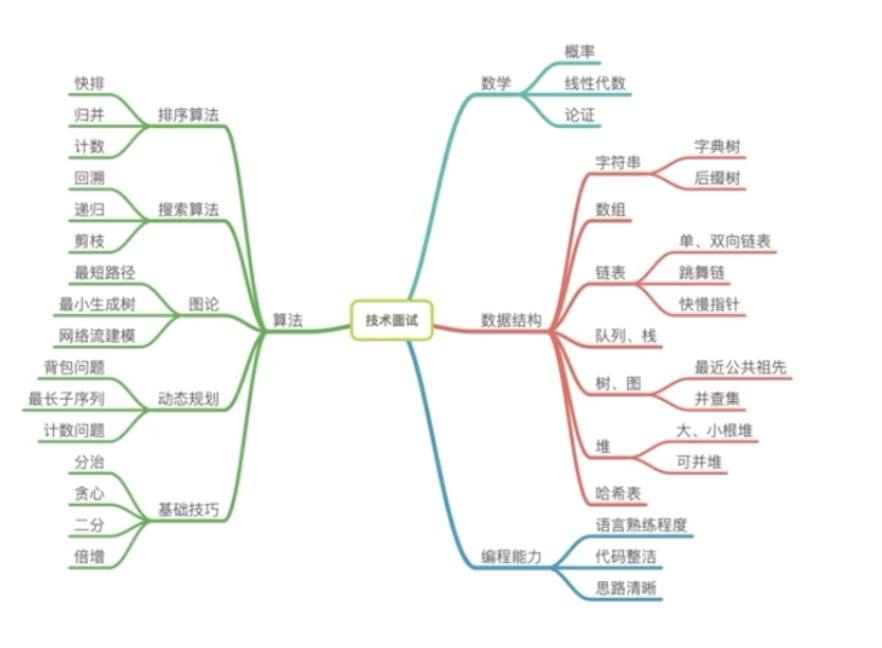 技术面试
数学
概率
线性代数
论证
数据结构
字符串
字典树
后缀树
数组
链表
单、双向链表
跳舞链
快慢指针
队列、栈
树、图
最近公共祖先
并查集
堆
大、小根堆
可并堆
哈希表
编程能力
语言熟练程度
代码整洁
思路清晰
算法
排序算法
快排
归并
计数
搜索算法
回溯
递归
剪枝
图论
最短路径
最小生成树
网络流建模
动态规划
背包问题
最长子序列
计数问题
基础技巧
分治
贪心
二分
倍增